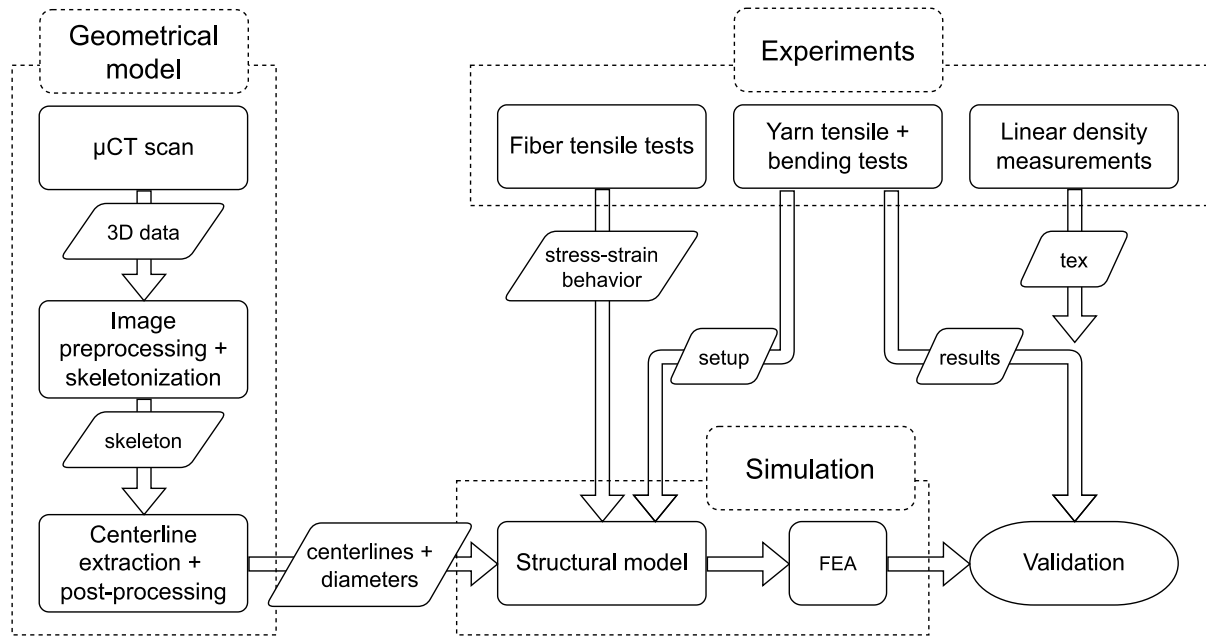 Geometrical
model
µCT scan
3D data
Image
preprocessing +
skeletonization
skeleton
Centerline
extraction +
post-processing
centerlines +
diameters
Experiments
Fiber tensile tests
Yarn tensile +
bending tests
Linear density
measurements
stress-strain
behavior
tex
setup
results
Simulation
Structural model
FEA
Validation